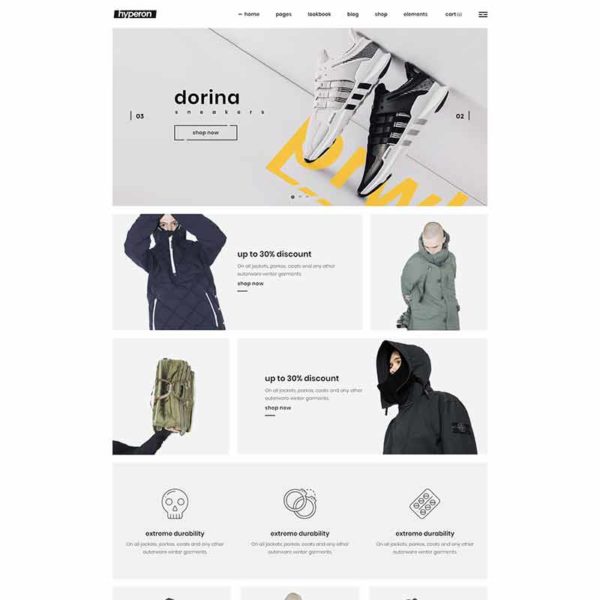 hyperon
home pages lookbook blog shop elements cart
dorina
sneakers
shop now
03
02
up to 30% discount
On all jackets, parkas, coats and any other
outerware winter garments.
shop now
up to 30% discount
On all jackets, parkas, coats and any other
outerware winter garments.
shop now
extreme durability
On all jackets, parkas, coats and any other
outerware winter garments.
extreme durability
On all jackets, parkas, coats and any other
outerware winter garments.
extreme durability
On all jackets, parkas, coats and any other
outerware winter garments.